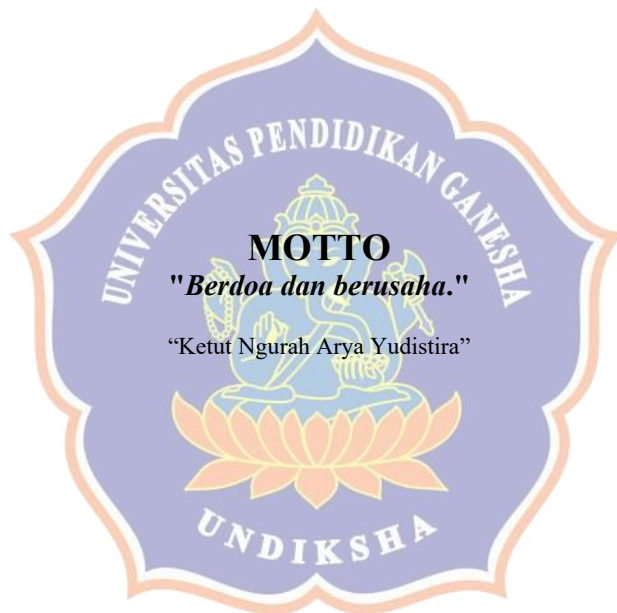 UNIVERSITAS PENDIDIKAN GANESHA
MOTTO
"Berdoa dan berusaha."
“Ketut Ngurah Arya Yudistira”
UNDIKSHA